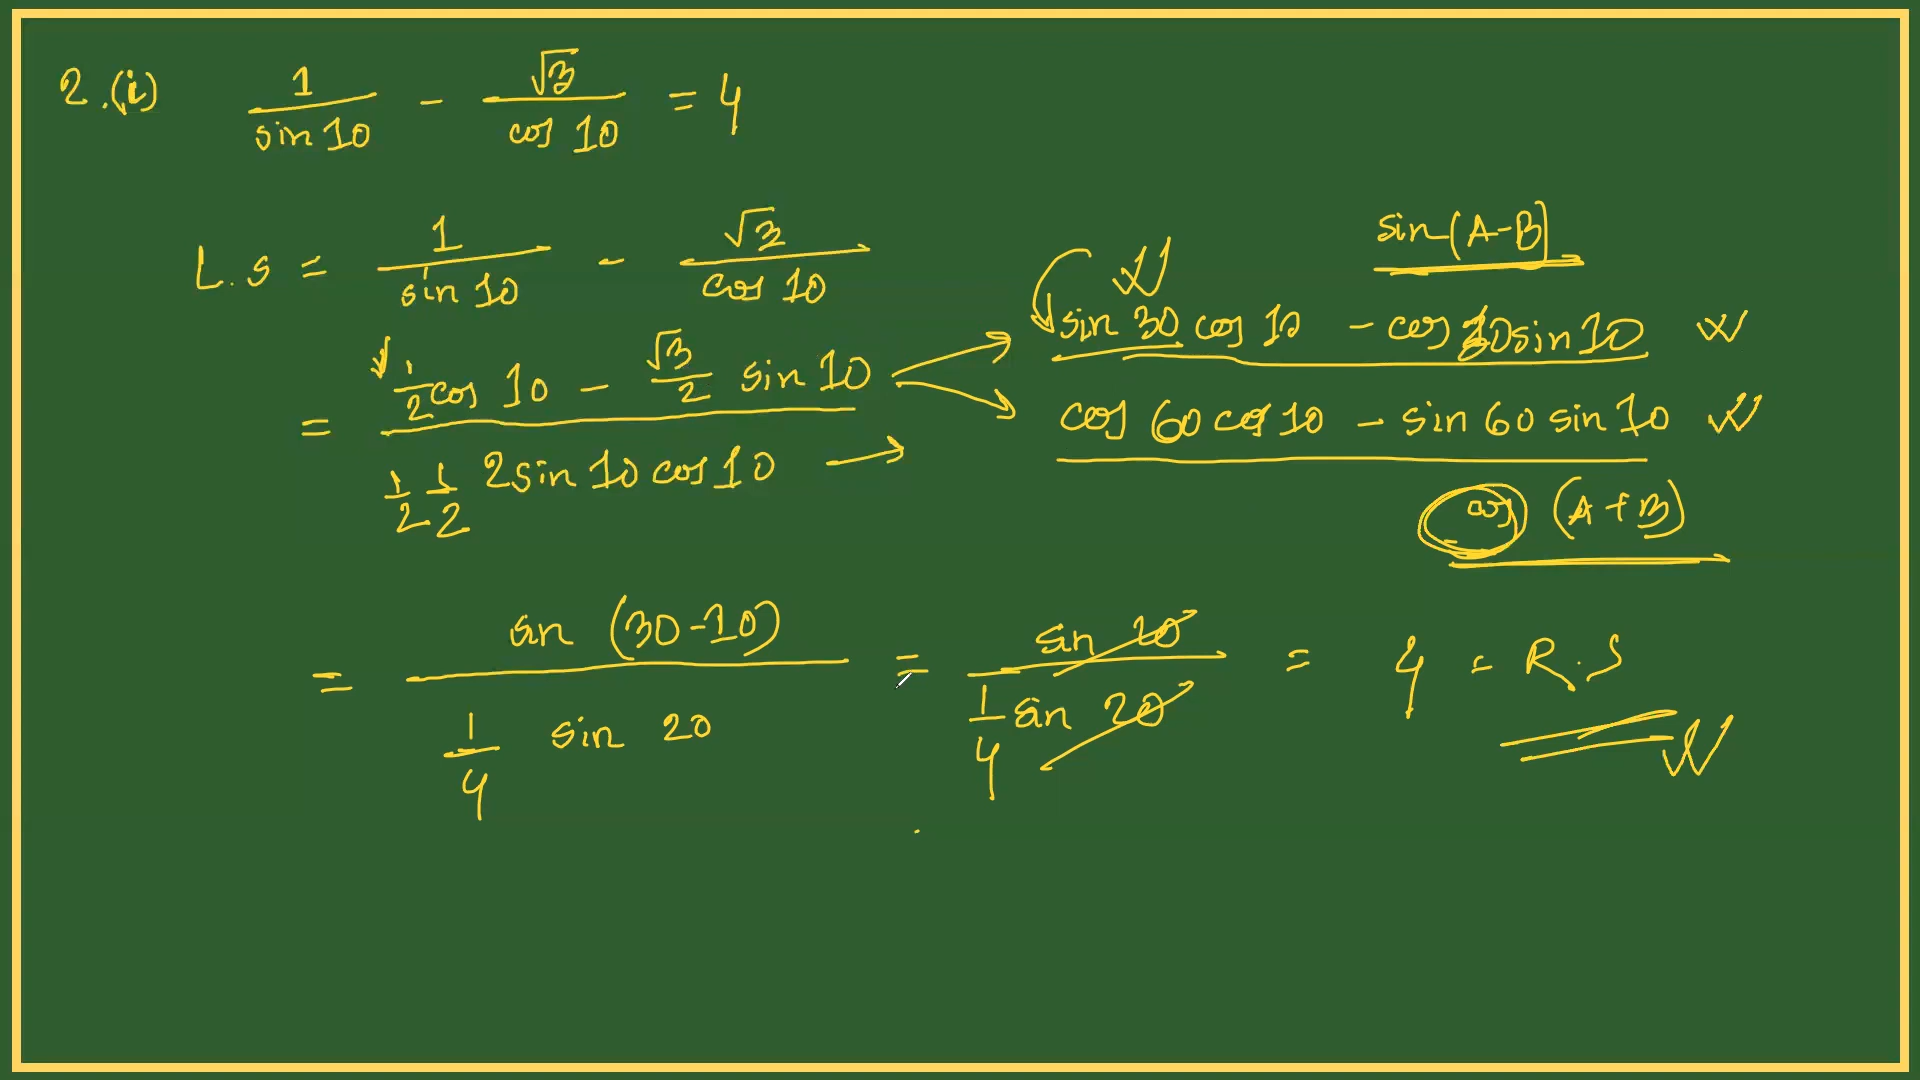 2.(i) 1/sin 10 - √3/cos 10 = 4
sin(A-B)
L.s = 1/sin 10 - √3/cos 10
sin 30 cos 10 - cos 30 sin 10
= (1/2 cos 10 - √3/2 sin 10)/(1/2 1/2 2 sin 10 cos 10)
cos 60 cos 10 - sin 60 sin 10
cos (A+B)
= sin (30-10)/(1/4 sin 20) = sin 20/(1/4 sin 20) = 4 = R.S